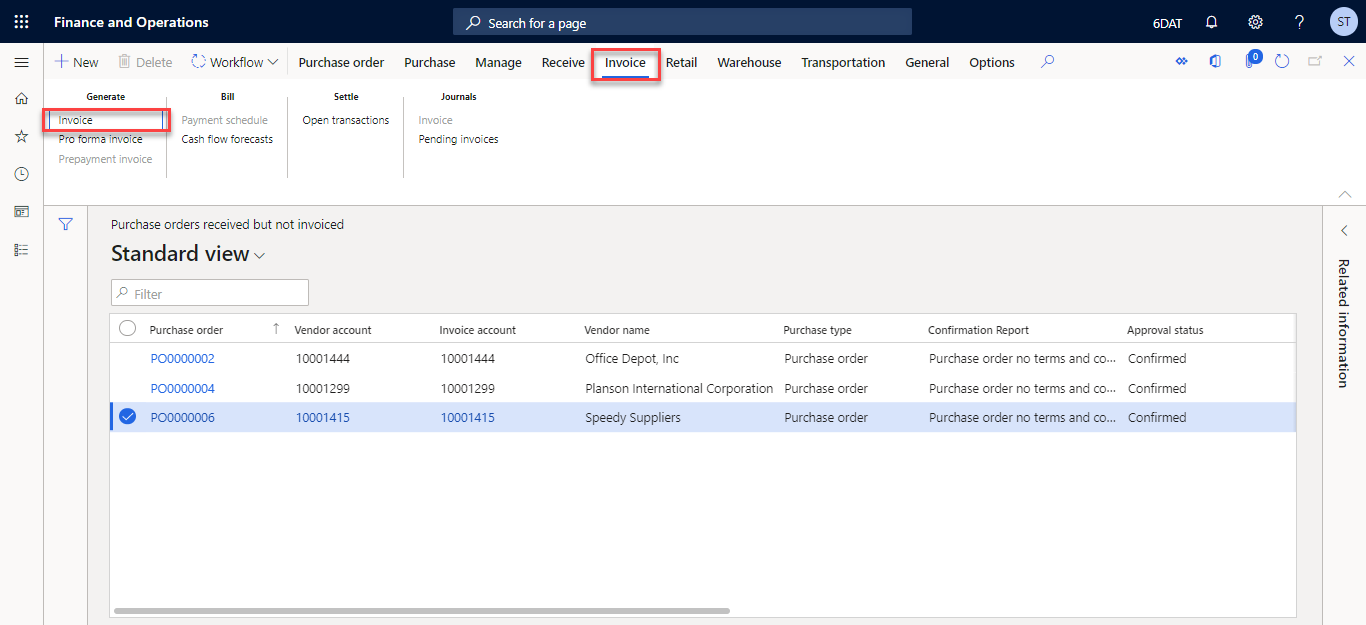 Finance and Operations
Search for a page
6DAT
?
ST
New
Delete
Workflow
Purchase order
Purchase
Manage
Receive
Invoice
Retail
Warehouse
Transportation
General
Options
0
Generate
Bill
Settle
Journals
Invoice
Payment schedule
Open transactions
Invoice
Pro forma invoice
Cash flow forecasts
Pending invoices
Prepayment invoice
Purchase orders received but not invoiced
Standard view
Filter
Purchase order Vendor account Invoice account Vendor name Purchase type Confirmation Report Approval status
PO0000002 10001444 10001444 Office Depot, Inc Purchase order Purchase order no terms and co... Confirmed
PO0000004 10001299 10001299 Planson International Corporation Purchase order Purchase order no terms and co... Confirmed
PO0000006 10001415 10001415 Speedy Suppliers Purchase order Purchase order no terms and co... Confirmed
Related information